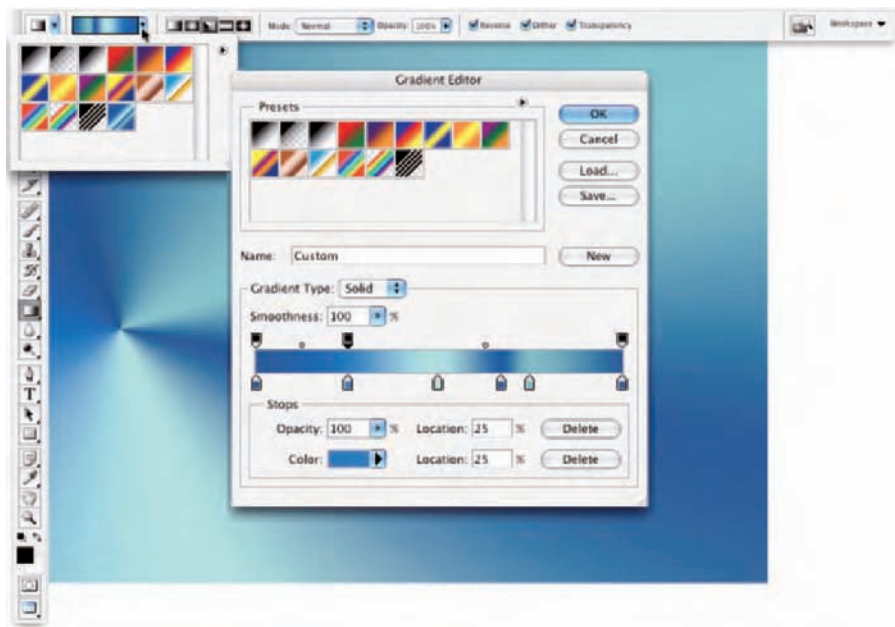 Mode: Normal Opacity: 100% Reverse Dither Transparency Workspace
Gradient Editor
Presets
OK
Cancel
Load...
Save...
Name: Custom New
Gradient Type: Solid
Smoothness: 100 %
Stops
Opacity: 100 % Location: 25 % Delete
Color: Location: 25 % Delete
T